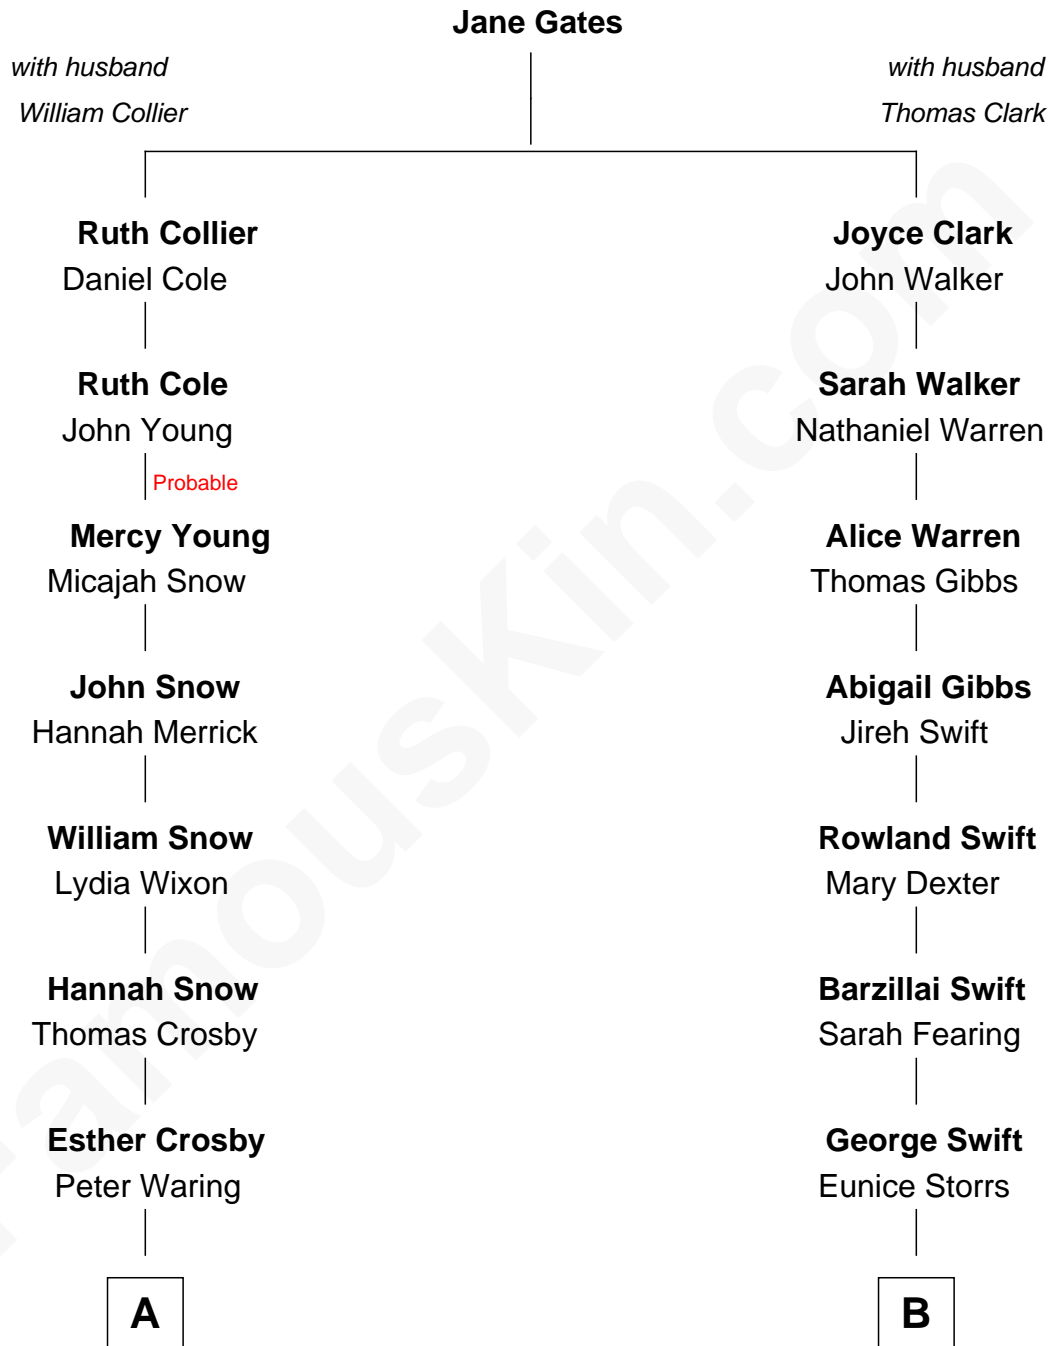 Jane Gates
with husband
William Collier
with husband
Thomas Clark
Ruth Collier
Daniel Cole
Joyce Clark
John Walker
Ruth Cole
John Young
Sarah Walker
Nathaniel Warren
Probable
Mercy Young
Micajah Snow
Alice Warren
Thomas Gibbs
John Snow
Hannah Merrick
Abigail Gibbs
Jireh Swift
William Snow
Lydia Wixon
Rowland Swift
Mary Dexter
Hannah Snow
Thomas Crosby
Barzillai Swift
Sarah Fearing
Esther Crosby
Peter Waring
George Swift
Eunice Storrs
A
B
FamousKin.com